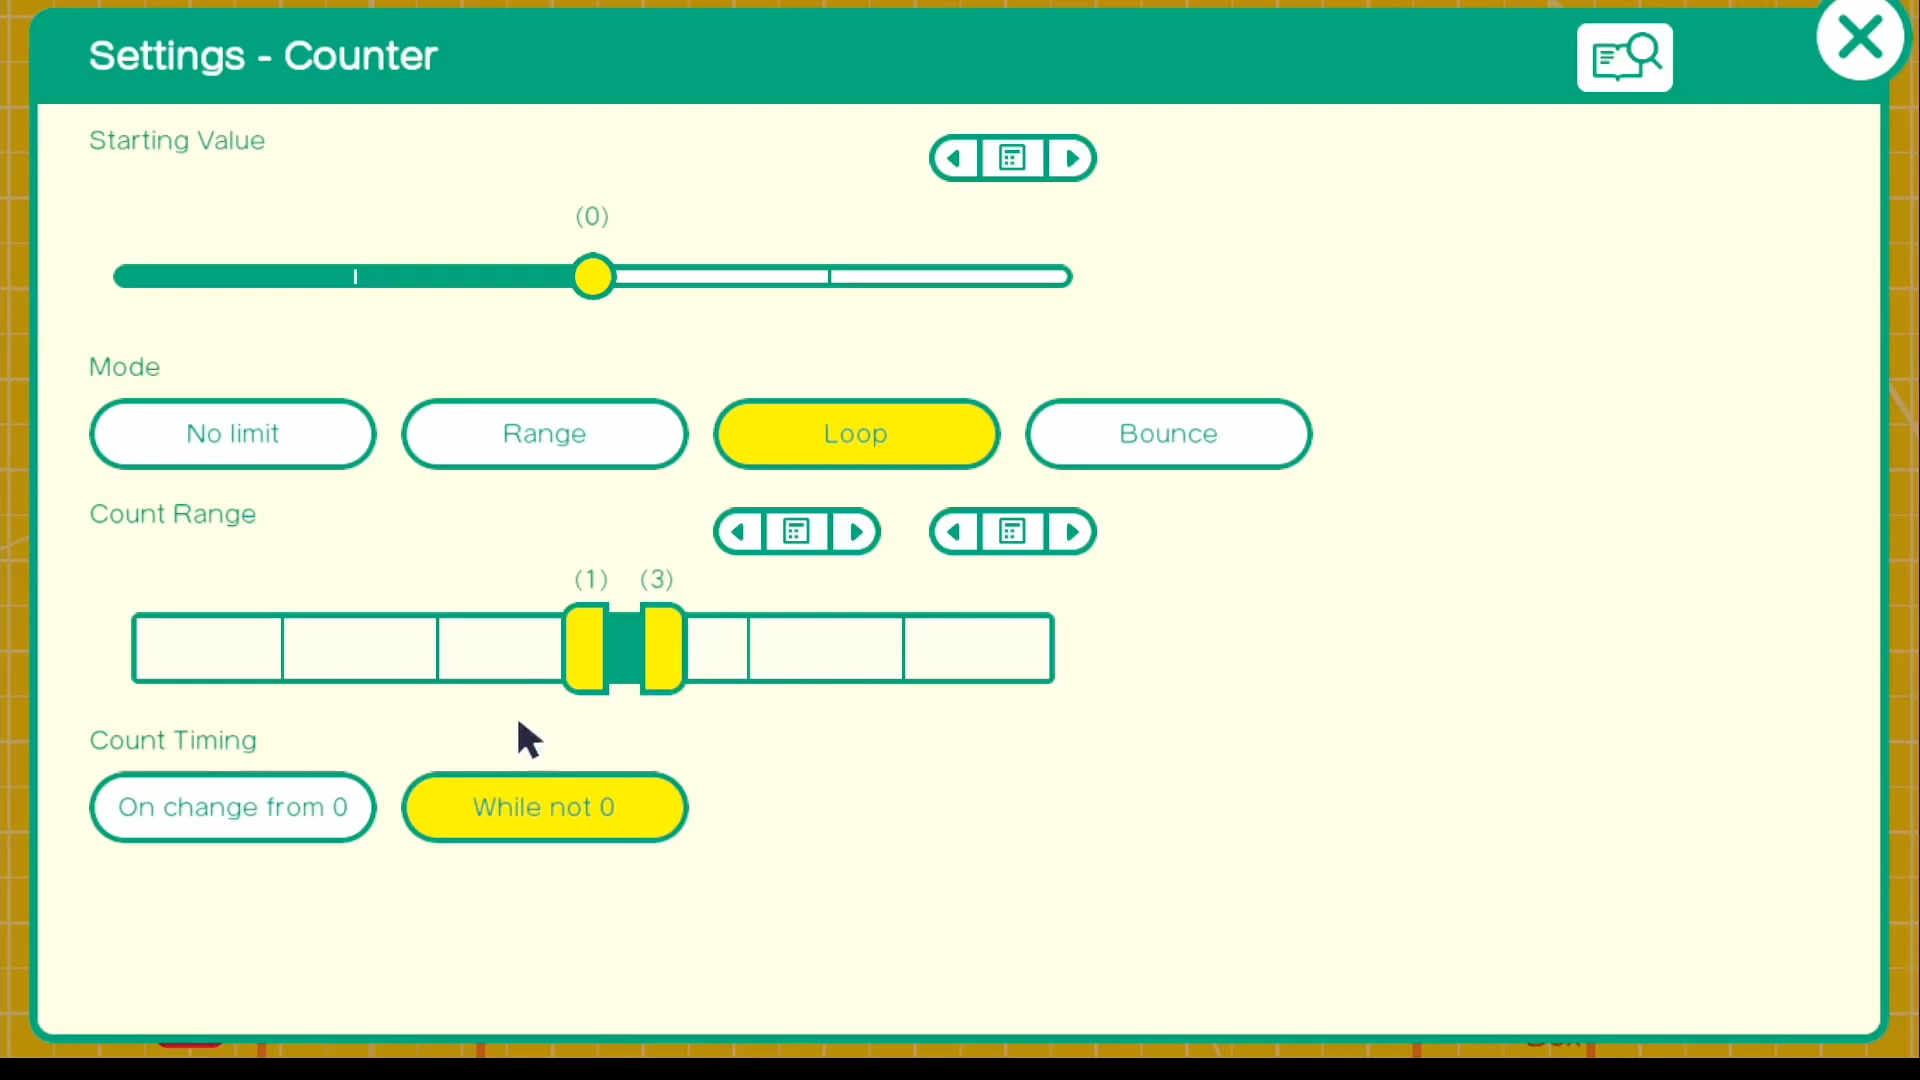 Settings - Counter
Starting Value
(0)
Mode
No limit Range Loop Bounce
Count Range
(1) (3)
Count Timing
On change from 0 While not 0